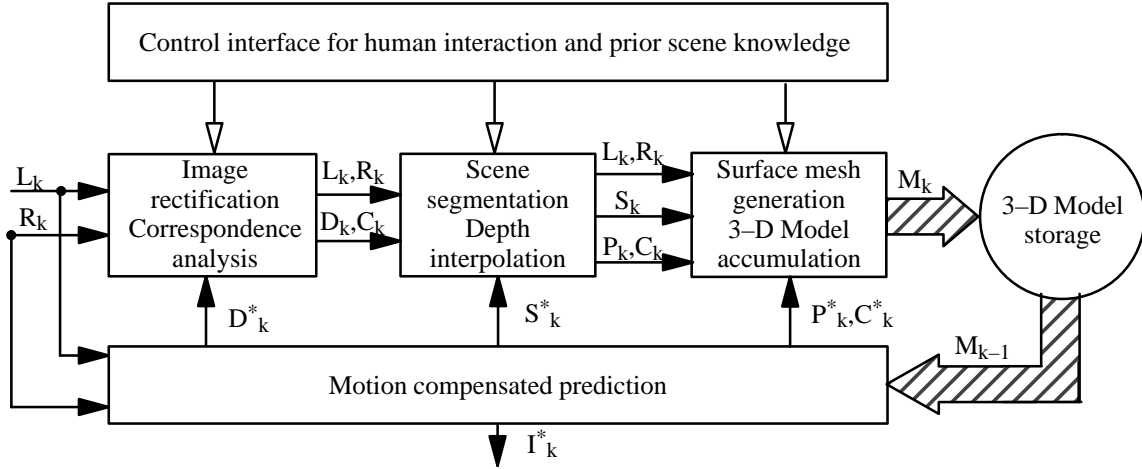 Control interface for human interaction and prior scene knowledge
L_k
R_k
Image
rectification
Correspondence
analysis
L_k,R_k
D_k,C_k
Scene
segmentation
Depth
interpolation
L_k,R_k
S_k
P_k,C_k
Surface mesh
generation
3–D Model
accumulation
M_k
3–D Model
storage
D*_k
S*_k
P*_k,C*_k
M_k–1
Motion compensated prediction
I*_k